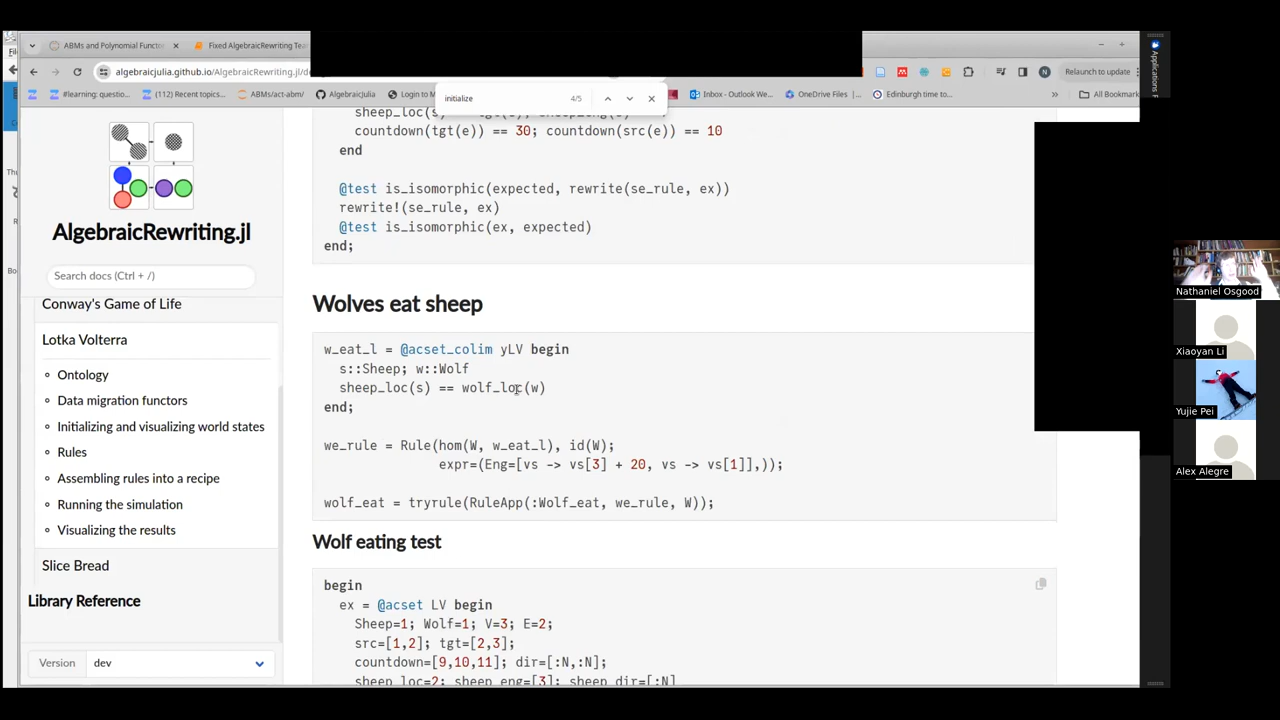 ABMs and Polynomial Functo
Fixed AlgebraicRewriting Tea
algebraicjulia.github.io/AlgebraicRewriting.jl/d
Relaunch to update
#learning: questio...
(112) Recent topics...
ABMs/act-abm/
AlgebraicJulia
Login to M
Inbox - Outlook We...
OneDrive Files
Edinburgh time to...
All Bookmark
initialize
4/5
AlgebraicRewriting.jl
Search docs (Ctrl + /)
Conway's Game of Life
Lotka Volterra
Ontology
Data migration functors
Initializing and visualizing world states
Rules
Assembling rules into a recipe
Running the simulation
Visualizing the results
Slice Bread
Library Reference
Version
dev
countdown(tgt(e)) == 30; countdown(src(e)) == 10
end
@test is_isomorphic(expected, rewrite(se_rule, ex))
rewrite!(se_rule, ex)
@test is_isomorphic(ex, expected)
end;
Wolves eat sheep
w_eat_l = @acset_colim yLV begin
s::Sheep; w::Wolf
sheep_loc(s) == wolf_loc(w)
end;
we_rule = Rule(hom(W, w_eat_l), id(W);
expr=(Eng=[vs -> vs[3] + 20, vs -> vs[1]],));
wolf_eat = tryrule(RuleApp(:Wolf_eat, we_rule, W));
Wolf eating test
begin
ex = @acset LV begin
Sheep=1; Wolf=1; V=3; E=2;
src=[1,2]; tgt=[2,3];
countdown=[9,10,11]; dir=[:N,:N];
sheep_loc=2; sheep_eng=[3]; sheep_dir=[:N]
Applications
Nathaniel Osgood
Xiaoyan Li
Yujie Pei
Alex Alegre